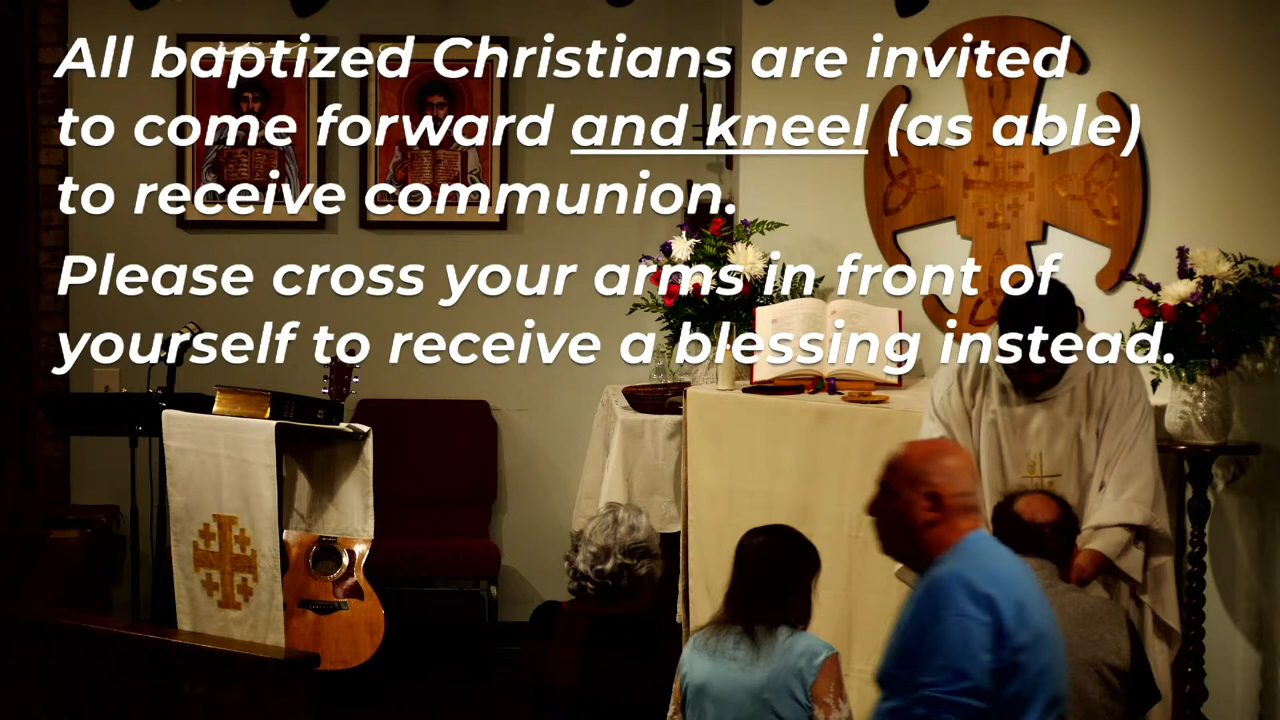 All baptized Christians are invited
to come forward and kneel (as able)
to receive communion.
Please cross your arms in front of
yourself to receive a blessing instead.